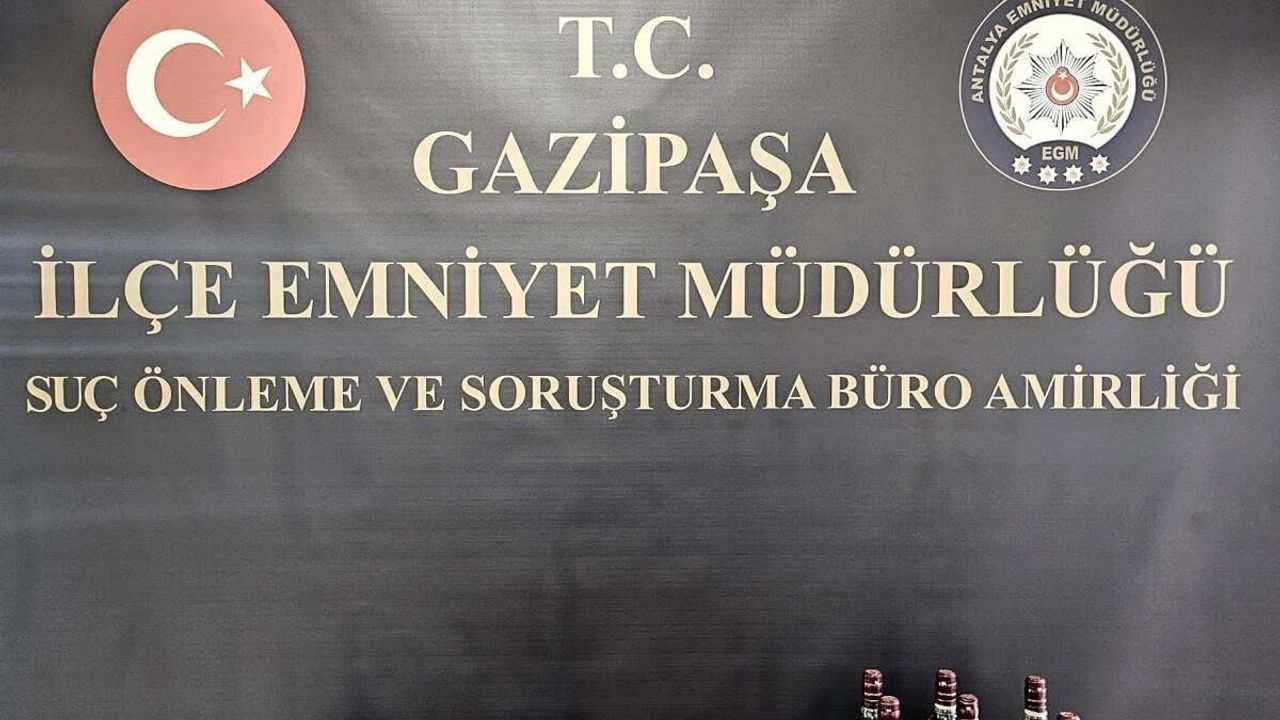 T.C.
ANTALYA EMNİYET MÜDÜRLÜĞÜ
EGM
GAZİPAŞA
İLÇE EMNİYET MÜDÜRLÜĞÜ
SUÇ ÖNLEME VE SORUŞTURMA BÜRO AMİRLİĞİ